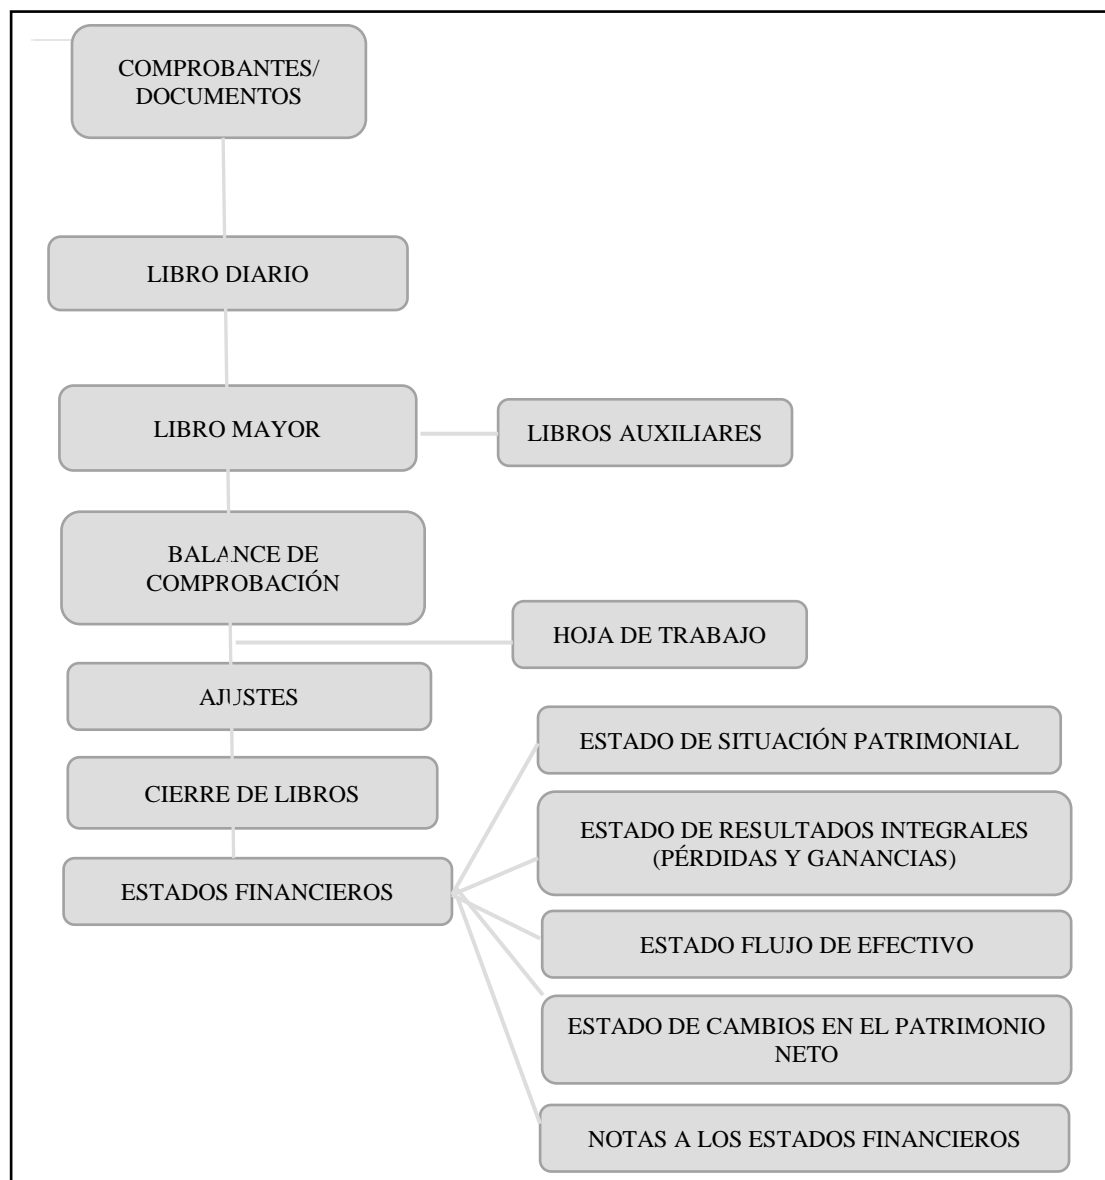 COMPROBANTES/
DOCUMENTOS
LIBRO DIARIO
LIBRO MAYOR
LIBROS AUXILIARES
BALANCE DE
COMPROBACIÓN
HOJA DE TRABAJO
AJUSTES
ESTADO DE SITUACIÓN PATRIMONIAL
CIERRE DE LIBROS
ESTADO DE RESULTADOS INTEGRALES
(PÉRDIDAS Y GANANCIAS)
ESTADOS FINANCIEROS
ESTADO FLUJO DE EFECTIVO
ESTADO DE CAMBIOS EN EL PATRIMONIO
NETO
NOTAS A LOS ESTADOS FINANCIEROS